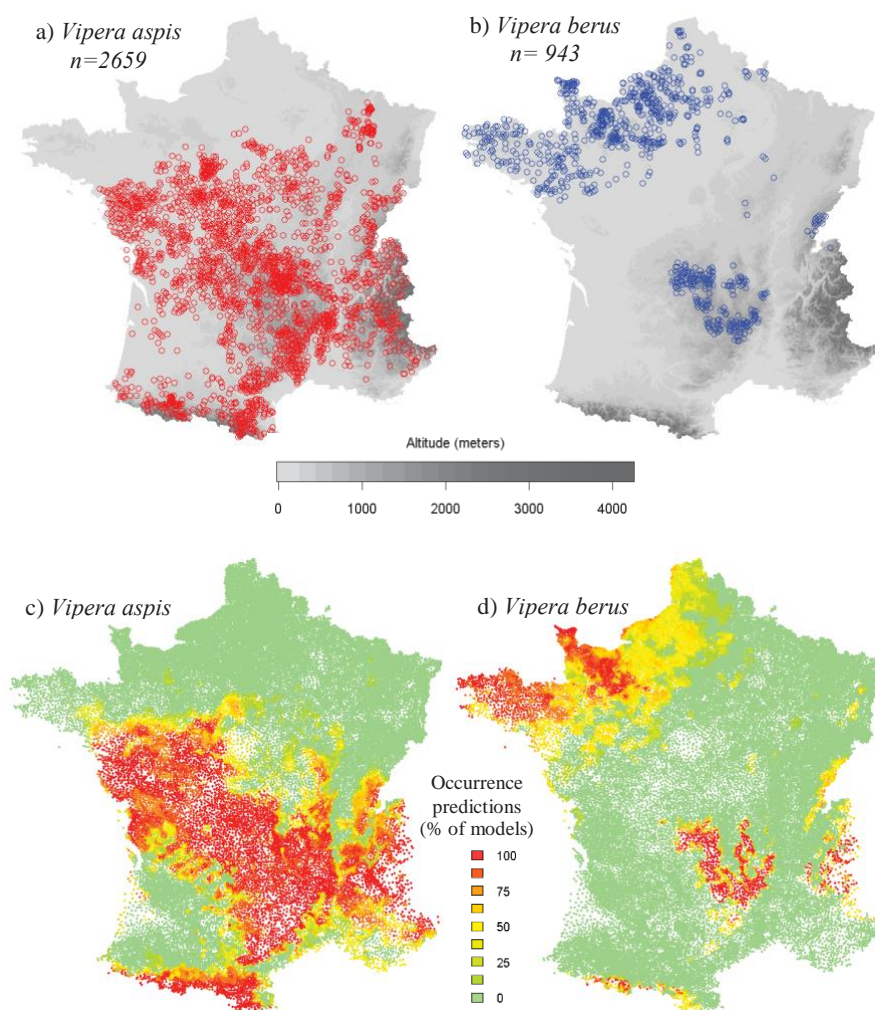 a) Vipera aspis
n=2659
b) Vipera berus
n= 943
Altitude (meters)
0 1000 2000 3000 4000
c) Vipera aspis
d) Vipera berus
Occurrence
predictions
(% of models)
100
75
50
25
0